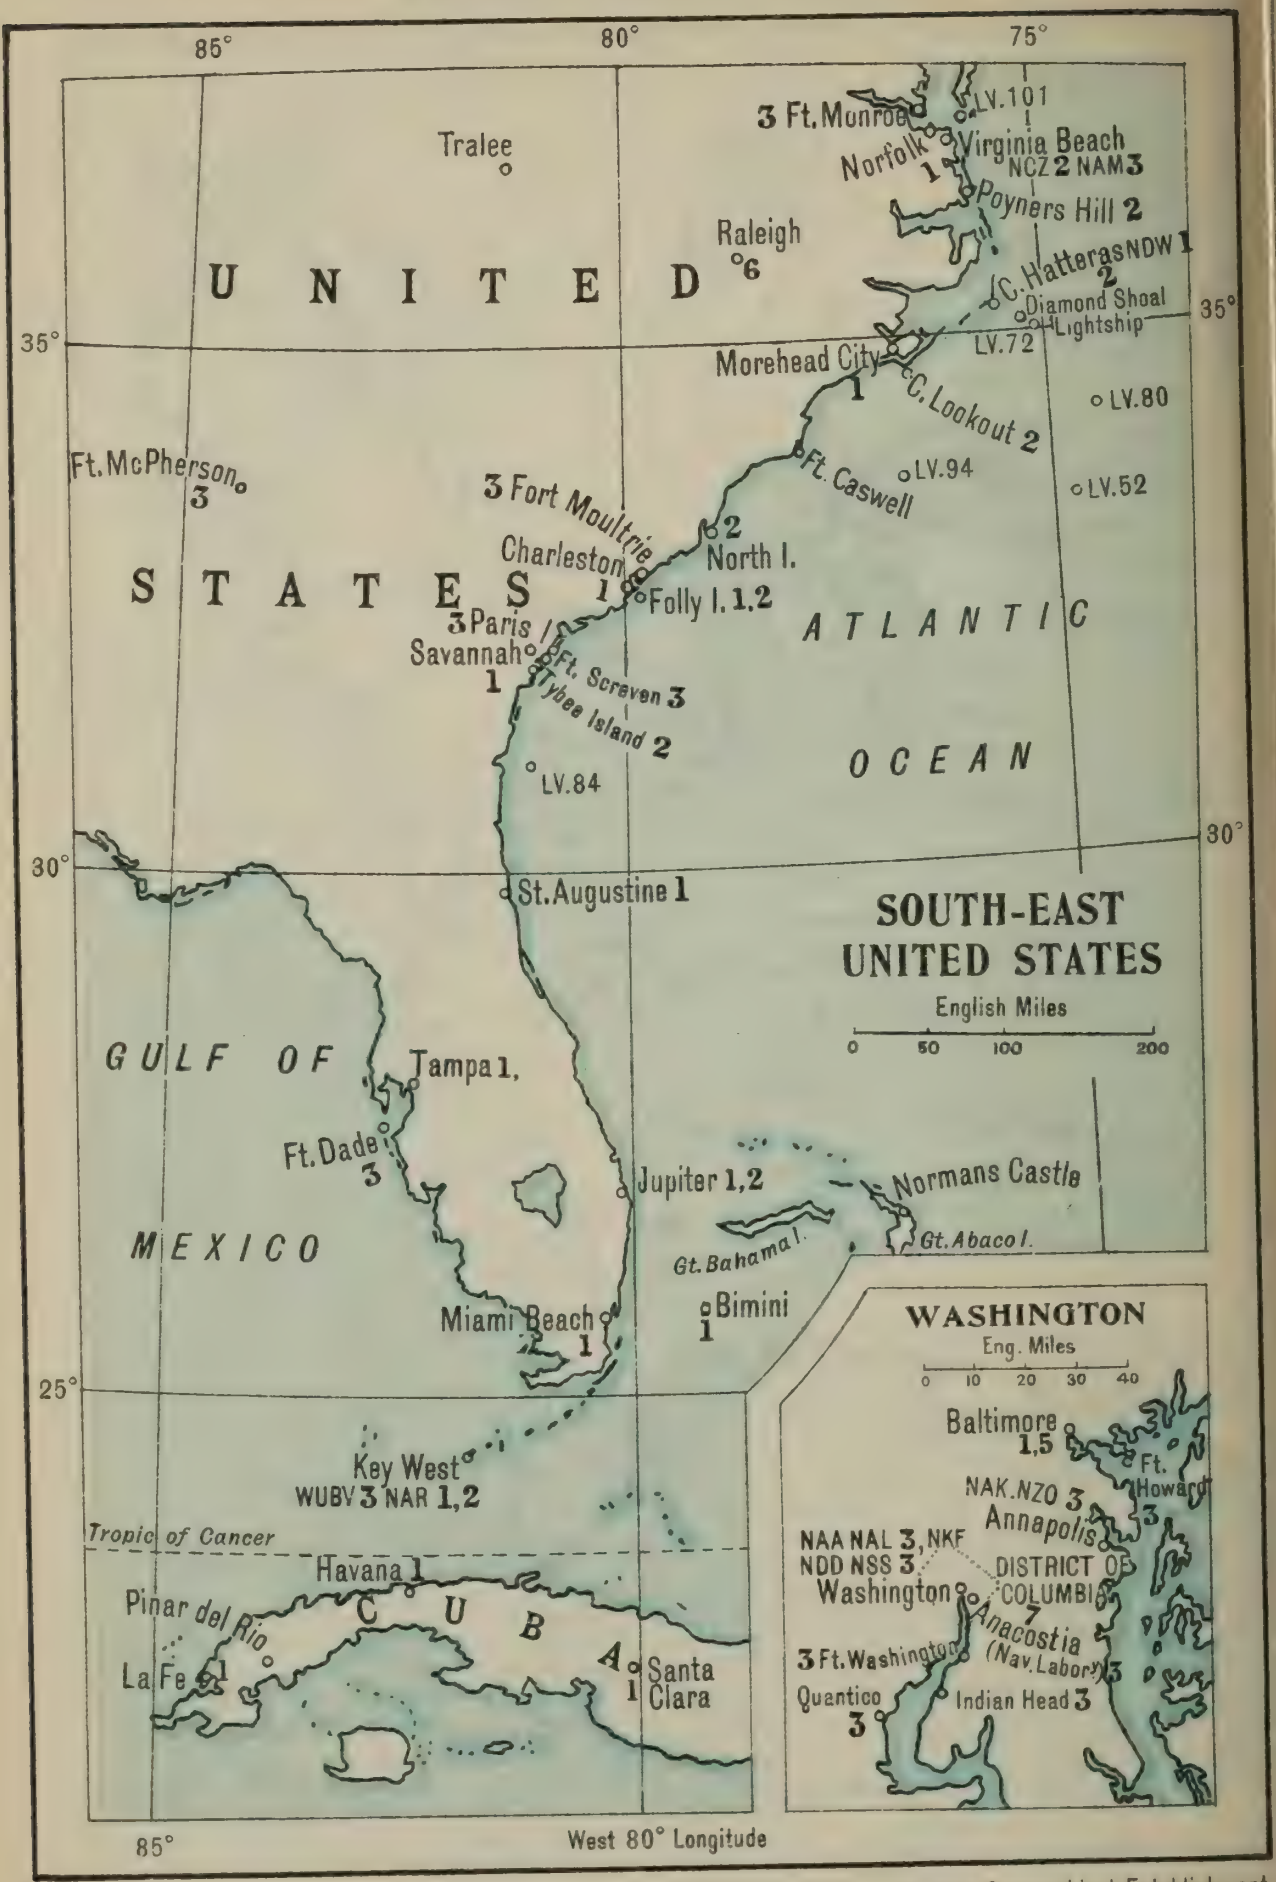 85°
80°
75°
LV.101
3 Ft. Monroe
Norfolk
1
Virginia Beach
NCZ 2 NAM 3
Tralee
Poyners Hill 2
Raleigh
6
C. Hatteras NDW 1
2
UNITED
Diamond Shoal
Lightship
35°
35°
LV.72
Morehead City
1
C. Lookout 2
LV.80
Ft. McPherson
3
Ft. Caswell
LV.94
LV.52
3 Fort Moultrie
2
North I.
Charleston
1
Folly I. 1,2
STATES
ATLANTIC
3 Paris I
Savannah
1
Ft. Screven 3
Tybee Island 2
OCEAN
LV.84
30°
30°
St. Augustine 1
SOUTH-EAST
UNITED STATES
English Miles
0 50 100 200
GULF OF
Tampa 1,
Ft. Dade
3
Jupiter 1,2
Normans Castle
MEXICO
Gt. Bahama I.
Gt. Abaco I.
Miami Beach
1
Bimini
1
25°
Key West
WUBV 3 NAR 1,2
Tropic of Cancer
Havana 1
CUBA
Pinar del Rio
La Fe 1
Santa
1 Clara
85°
West 80° Longitude
WASHINGTON
Eng. Miles
0 10 20 30 40
Baltimore
1,5
Ft.
Howard
3
NAK.NZO 3
Annapolis
NAA NAL 3, NKF
NDD NSS 3
DISTRICT OF
COLUMBIA
7
Washington
Anacostia
(Nav. Labory) 3
3 Ft. Washington
Quantico
3
Indian Head 3